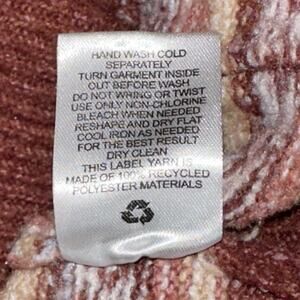 HAND WASH COLD
SEPARATELY
TURN GARMENT INSIDE
OUT BEFORE WASH
DO NOT WRING OR TWIST
USE ONLY NON-CHLORINE
BLEACH WHEN NEEDED
RESHAPE AND DRY FLAT
COOL IRON AS NEEDED
FOR THE BEST RESULT
DRY CLEAN
THIS LABEL YARN IS
MADE OF 100% RECYCLED
POLYESTER MATERIALS